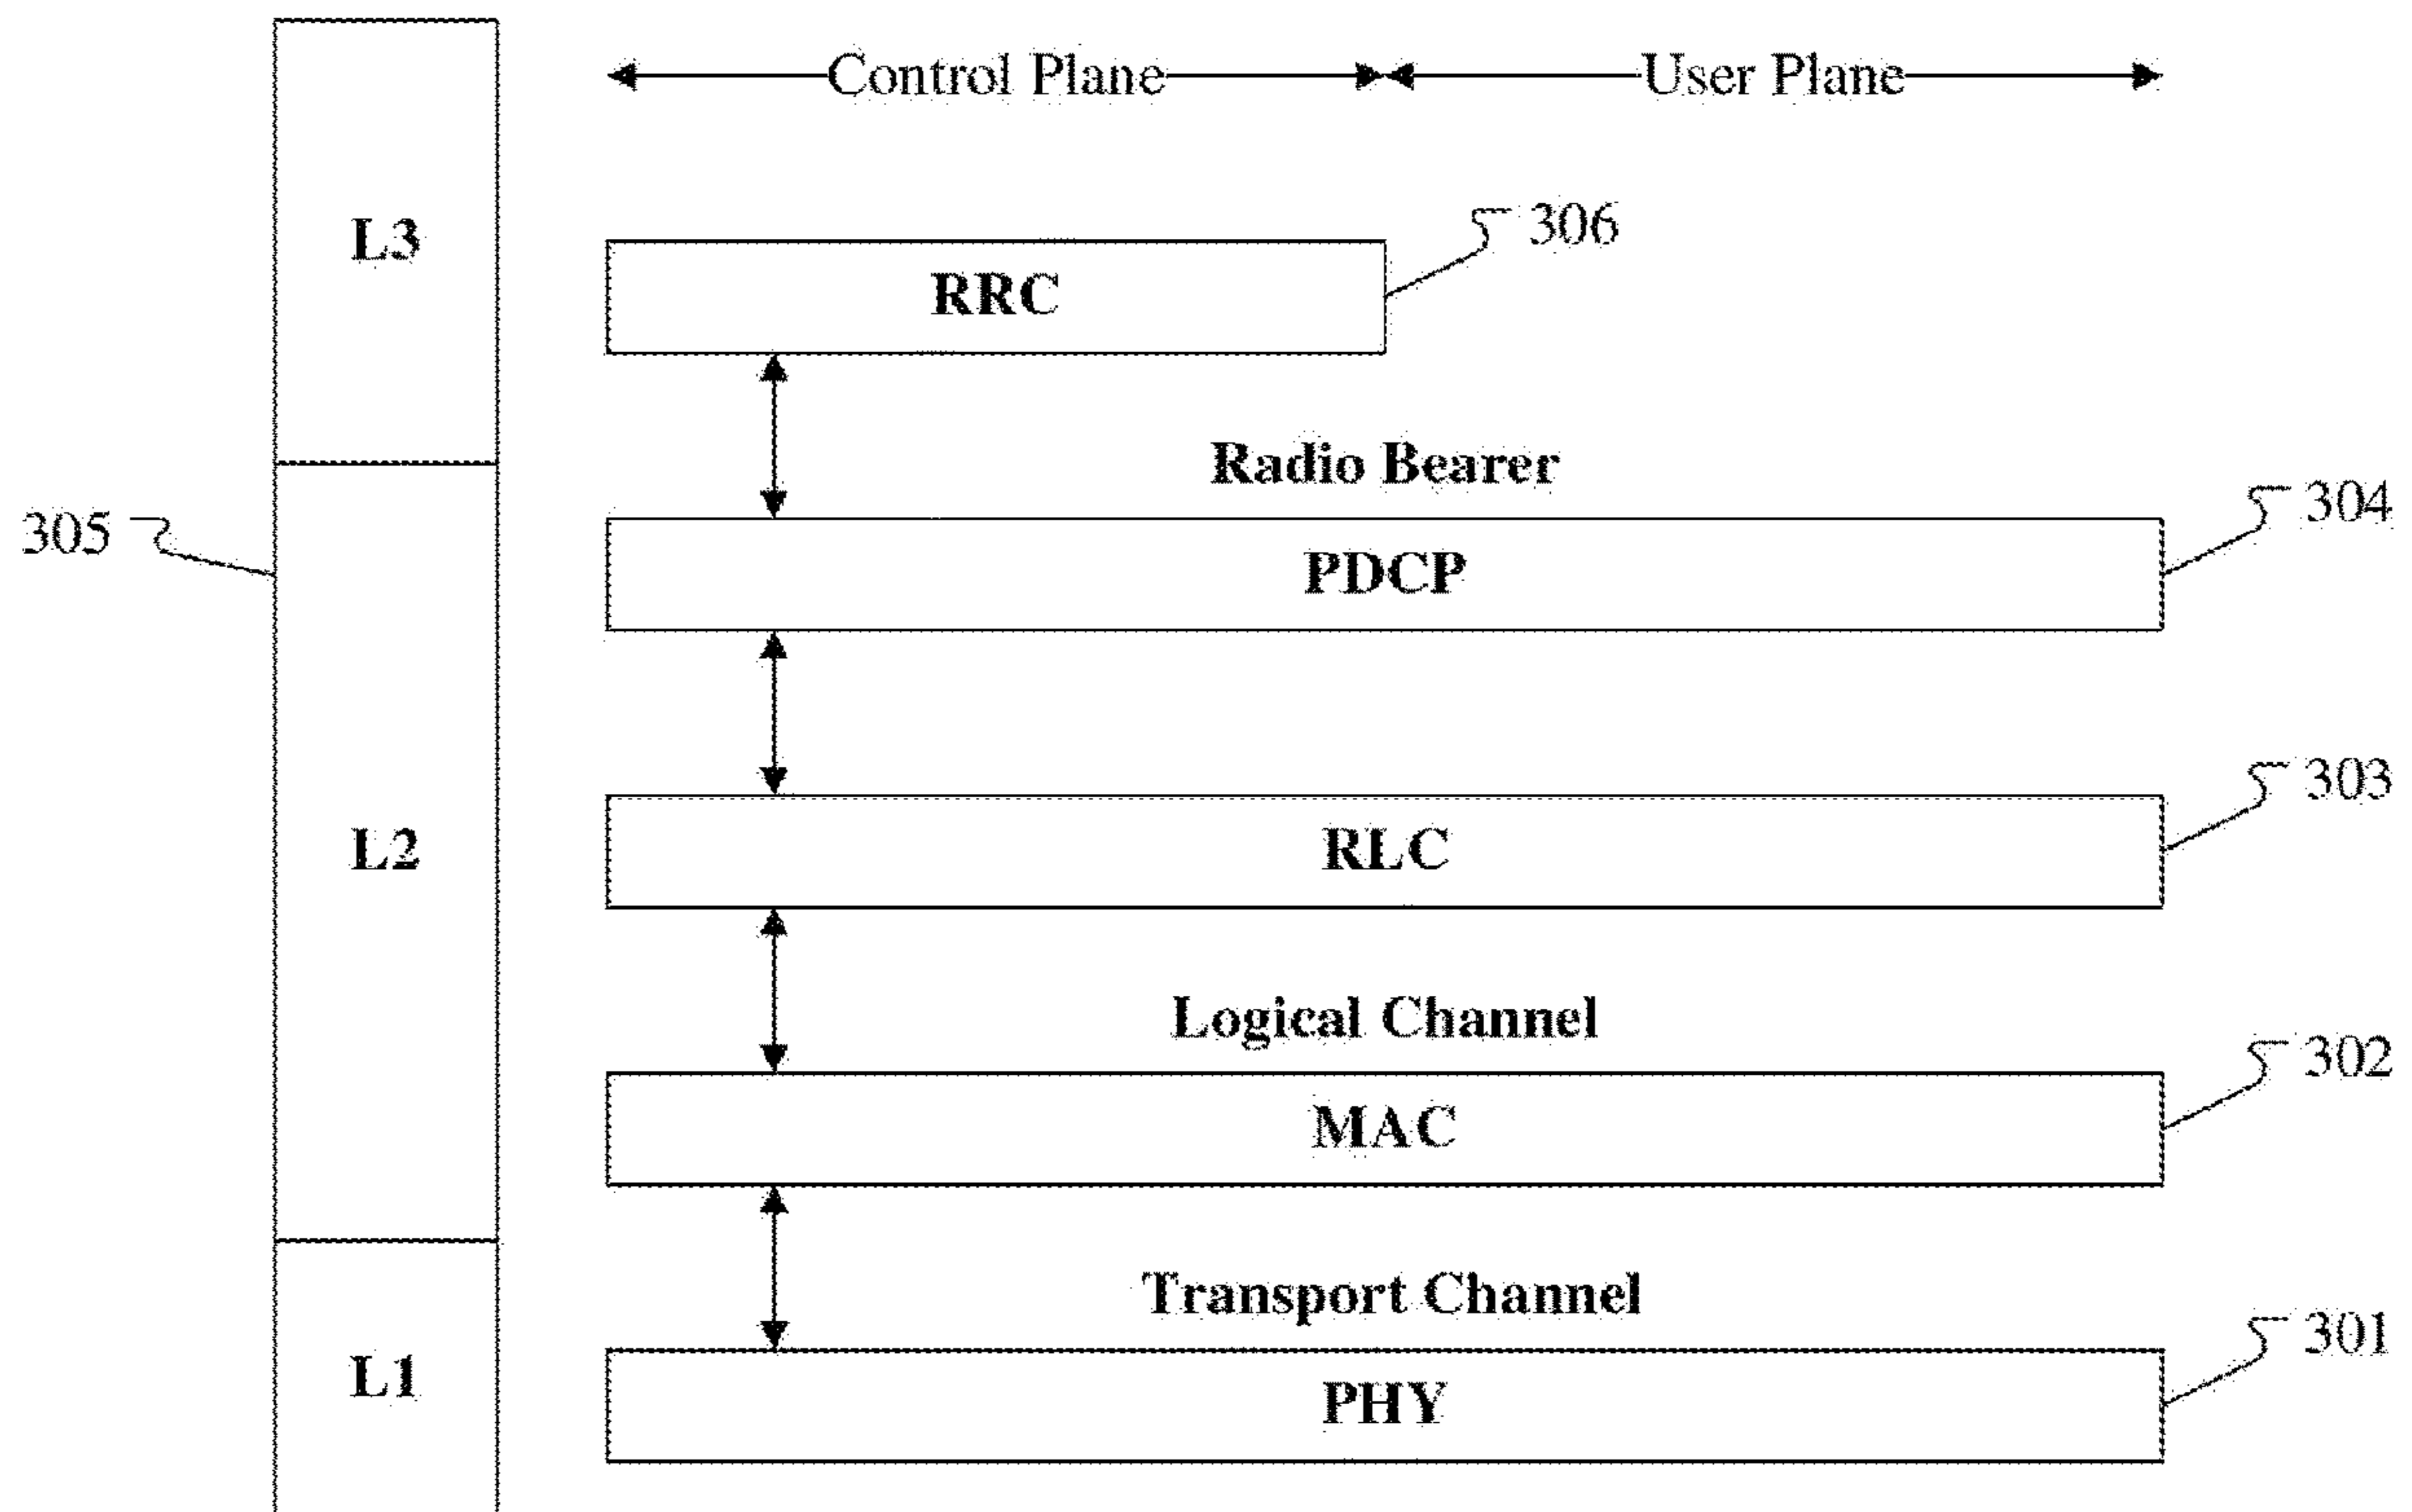 Control Plane User Plane
L3
306
RRC
Radio Bearer
304
305
PDCP
303
L2
RLC
Logical Channel
302
MAC
Transport Channel
301
L1
PHY